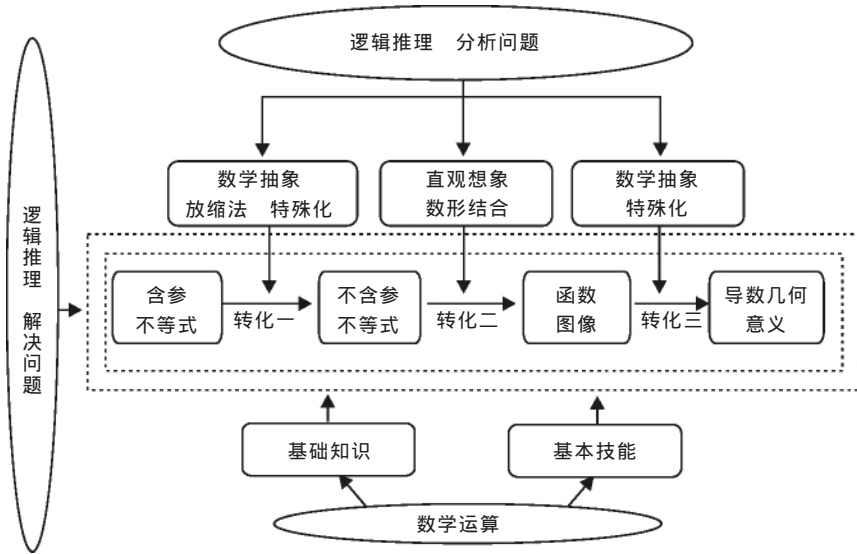 逻辑推理 分析问题
数学抽象
放缩法 特殊化
直观想象
数形结合
数学抽象
特殊化
逻辑推理 解决问题
含参
不等式
转化一
不含参
不等式
转化二
函数
图像
转化三
导数几何
意义
基础知识
基本技能
数学运算